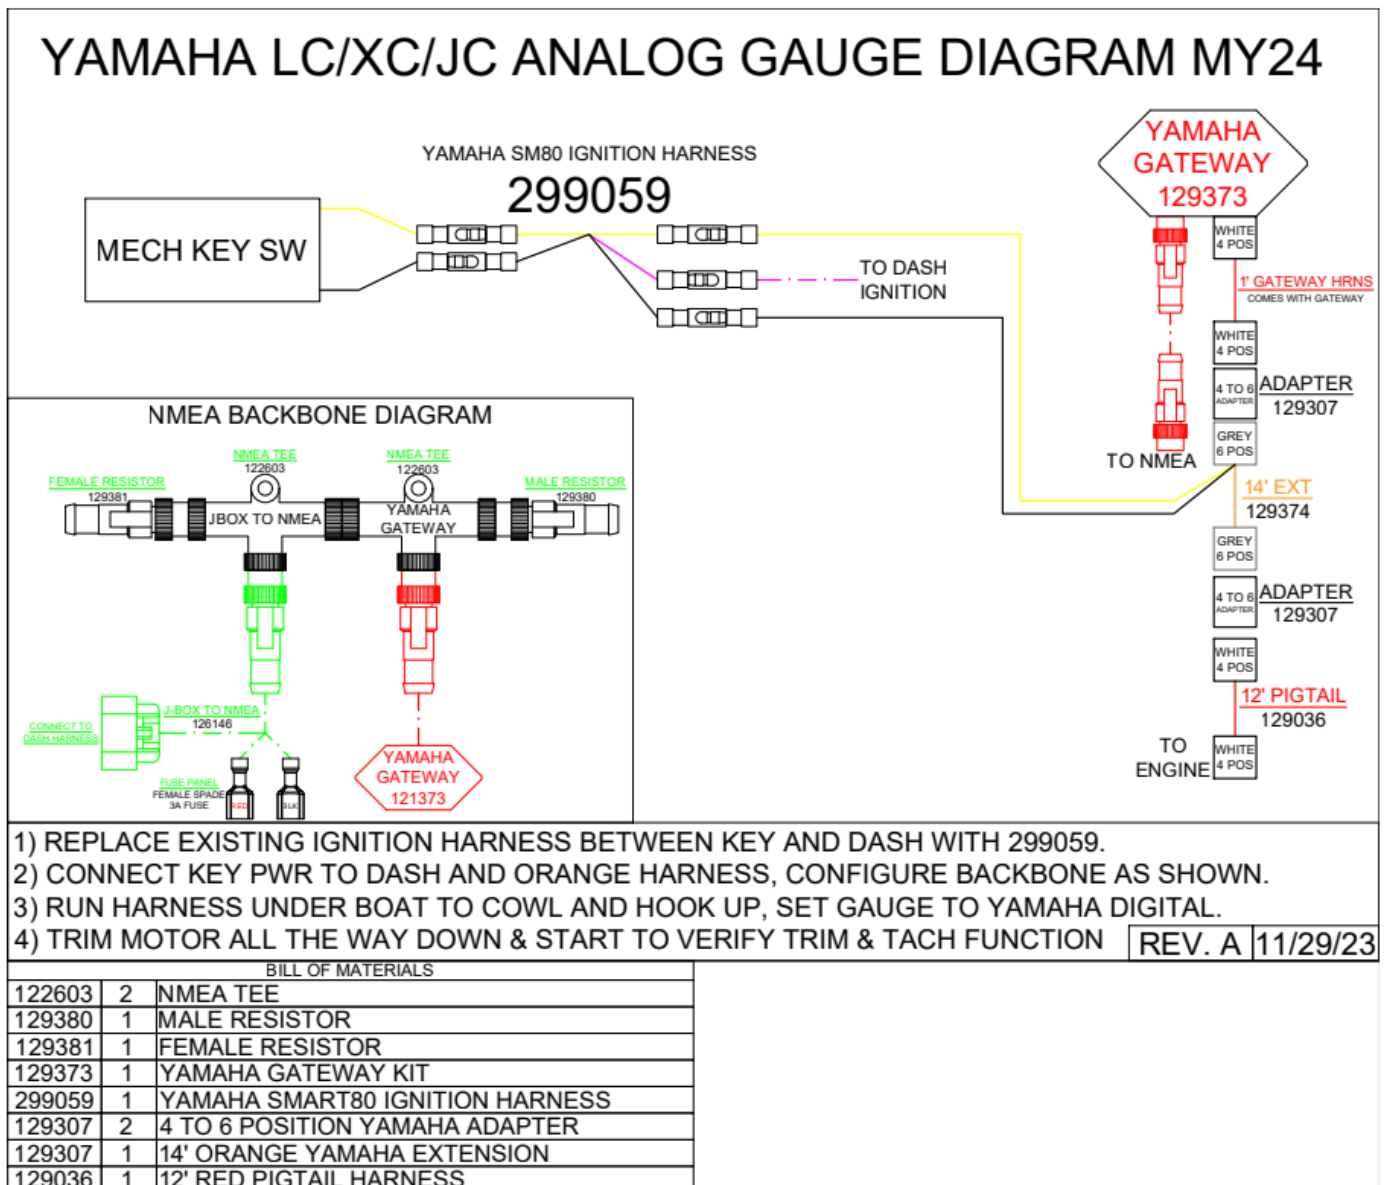 YAMAHA LC/XC/JC ANALOG GAUGE DIAGRAM MY24
YAMAHA SM80 IGNITION HARNESS
299059
MECH KEY SW
TO DASH
IGNITION
YAMAHA
GATEWAY
129373
WHITE
4 POS
1' GATEWAY HRNS
COMES WITH GATEWAY
WHITE
4 POS
4 TO 6
ADAPTER
ADAPTER
129307
GREY
6 POS
TO NMEA
14' EXT
129374
GREY
6 POS
4 TO 6
ADAPTER
ADAPTER
129307
WHITE
4 POS
12' PIGTAIL
129036
TO
ENGINE
WHITE
4 POS
NMEA BACKBONE DIAGRAM
NMEA TEE
122603
NMEA TEE
122603
FEMALE RESISTOR
129381
MALE RESISTOR
129380
JBOX TO NMEA
YAMAHA
GATEWAY
J-BOX TO NMEA
126146
CONNECT TO
DASH HARNESS
FUSE PANEL
FEMALE SPADE
3A FUSE
RED
BLK
YAMAHA
GATEWAY
121373
1) REPLACE EXISTING IGNITION HARNESS BETWEEN KEY AND DASH WITH 299059.
2) CONNECT KEY PWR TO DASH AND ORANGE HARNESS, CONFIGURE BACKBONE AS SHOWN.
3) RUN HARNESS UNDER BOAT TO COWL AND HOOK UP, SET GAUGE TO YAMAHA DIGITAL.
4) TRIM MOTOR ALL THE WAY DOWN & START TO VERIFY TRIM & TACH FUNCTION
REV. A 11/29/23
BILL OF MATERIALS
122603 2 NMEA TEE
129380 1 MALE RESISTOR
129381 1 FEMALE RESISTOR
129373 1 YAMAHA GATEWAY KIT
299059 1 YAMAHA SMART80 IGNITION HARNESS
129307 2 4 TO 6 POSITION YAMAHA ADAPTER
129307 1 14' ORANGE YAMAHA EXTENSION
129036 1 12' RED PIGTAIL HARNESS